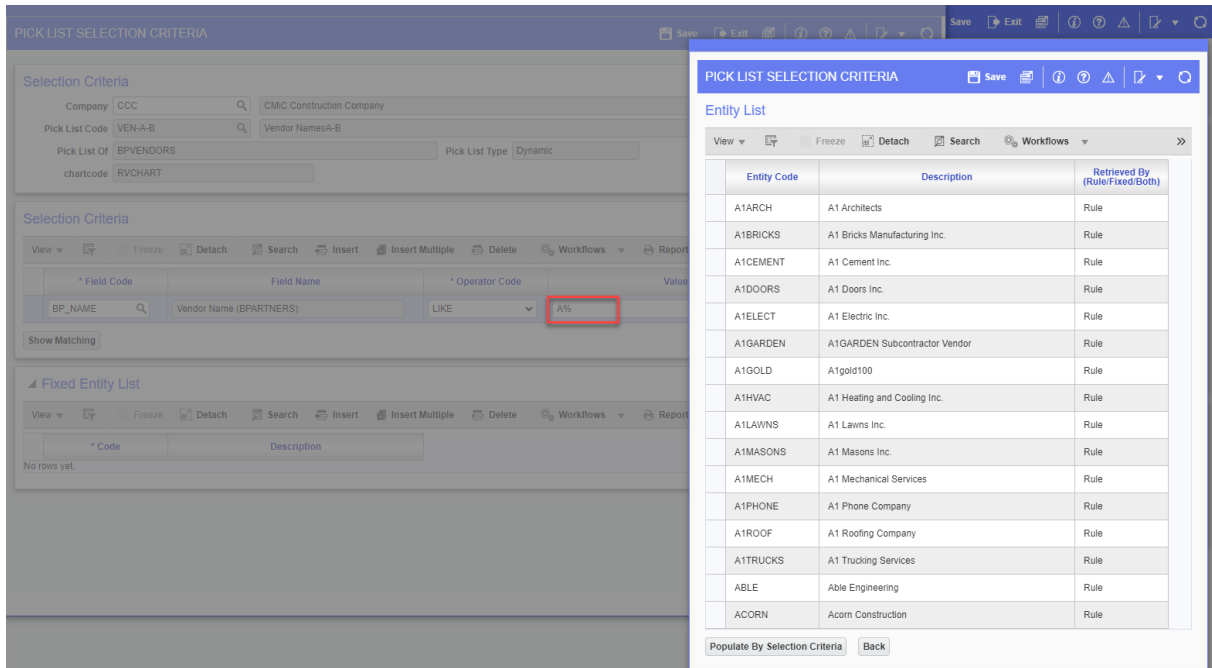 Save Exit
PICK LIST SELECTION CRITERIA Save Exit
Selection Criteria
Company CCC CMiC Construction Company
Pick List Code VEN-A-B Vendor NamesA-B
Pick List Of BPVENDORS Pick List Type Dynamic
chartcode RVCHART
Selection Criteria
View Freeze Detach Search Insert Insert Multiple Delete Workflows Report
* Field Code Field Name * Operator Code Value
BP_NAME Vendor Name (BPARTNERS) LIKE A%
Show Matching
Fixed Entity List
View Freeze Detach Search Insert Insert Multiple Delete Workflows Report
* Code Description
No rows yet.
PICK LIST SELECTION CRITERIA Save
Entity List
View Freeze Detach Search Workflows »
Entity Code Description Retrieved By
(Rule/Fixed/Both)
A1ARCH A1 Architects Rule
A1BRICKS A1 Bricks Manufacturing Inc. Rule
A1CEMENT A1 Cement Inc. Rule
A1DOORS A1 Doors Inc. Rule
A1ELECT A1 Electric Inc. Rule
A1GARDEN A1GARDEN Subcontractor Vendor Rule
A1GOLD A1gold100 Rule
A1HVAC A1 Heating and Cooling Inc. Rule
A1LAWNS A1 Lawns Inc. Rule
A1MASONS A1 Masons Inc. Rule
A1MECH A1 Mechanical Services Rule
A1PHONE A1 Phone Company Rule
A1ROOF A1 Roofing Company Rule
A1TRUCKS A1 Trucking Services Rule
ABLE Able Engineering Rule
ACORN Acorn Construction Rule
Populate By Selection Criteria Back